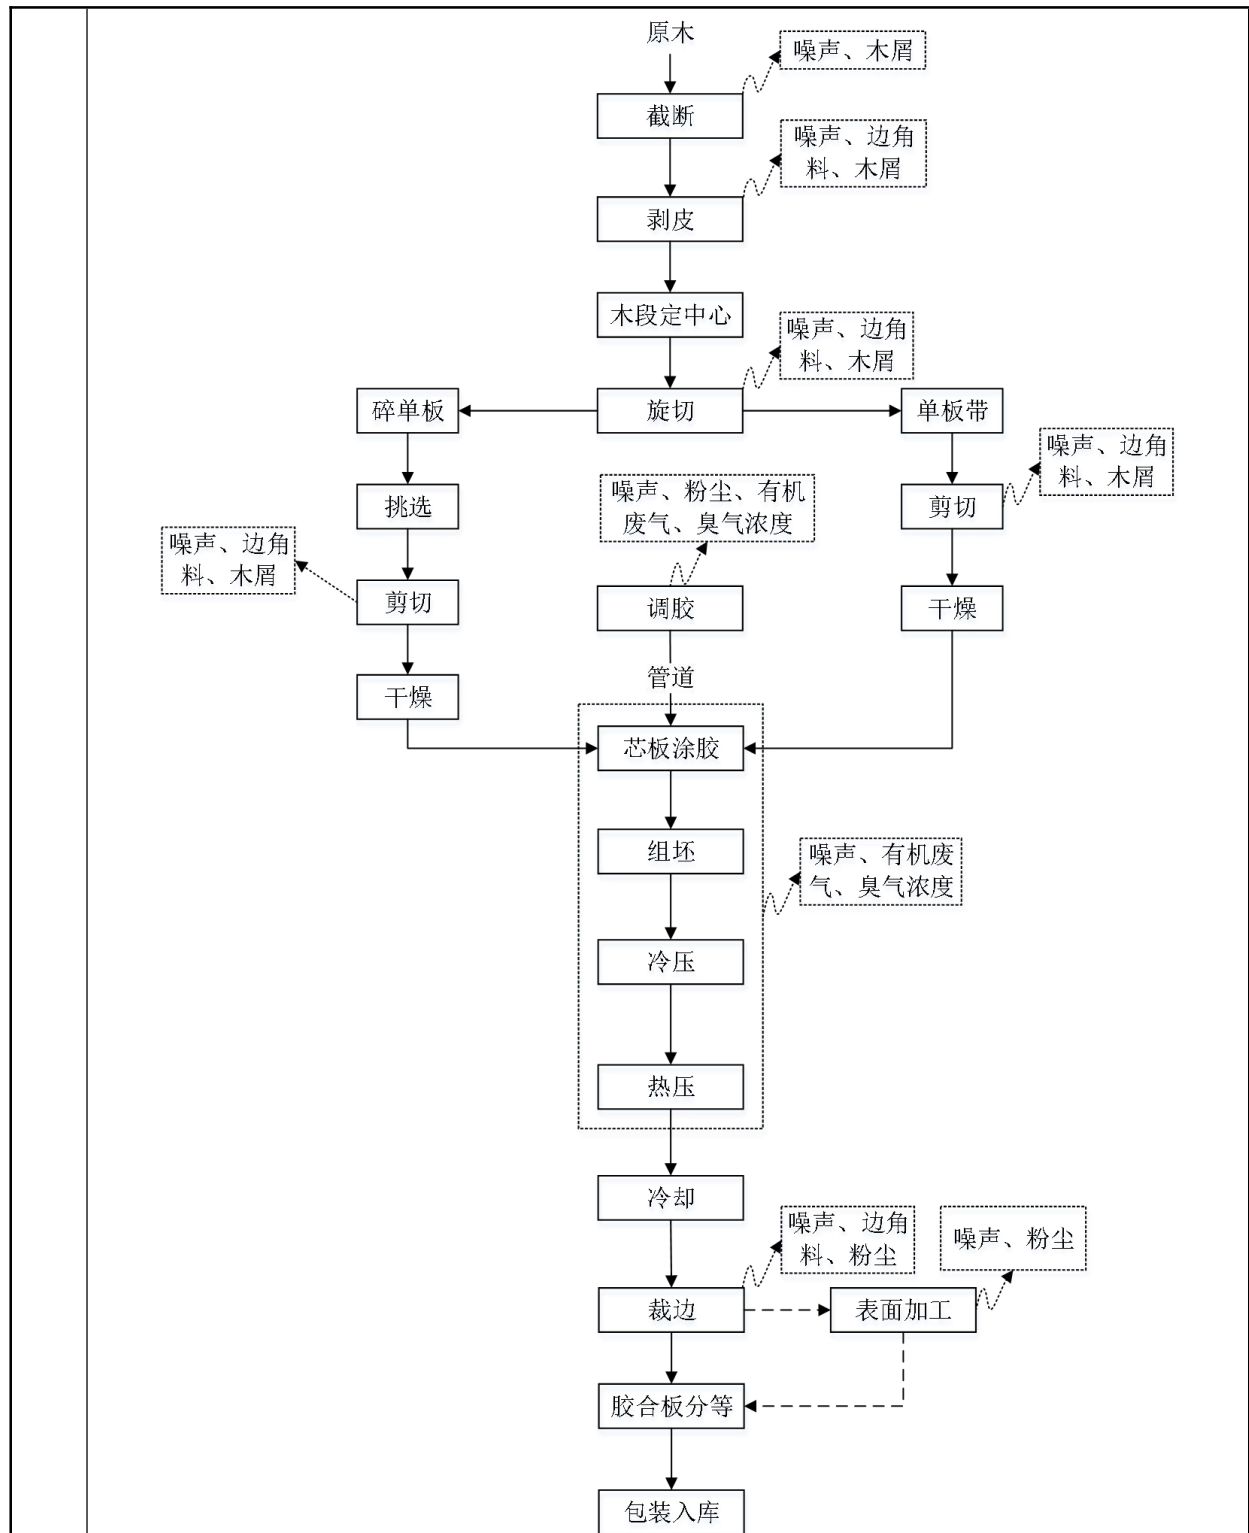 原木
噪声、木屑
截断
噪声、边角
料、木屑
剥皮
木段定中心
噪声、边角
料、木屑
碎单板
旋切
单板带
噪声、边角
料、木屑
挑选
噪声、粉尘、有机
废气、臭气浓度
剪切
噪声、边角
料、木屑
剪切
调胶
干燥
管道
干燥
芯板涂胶
组坯
噪声、有机废
气、臭气浓度
冷压
热压
冷却
噪声、边角
料、粉尘
噪声、粉尘
裁边
表面加工
胶合板分等
包装入库